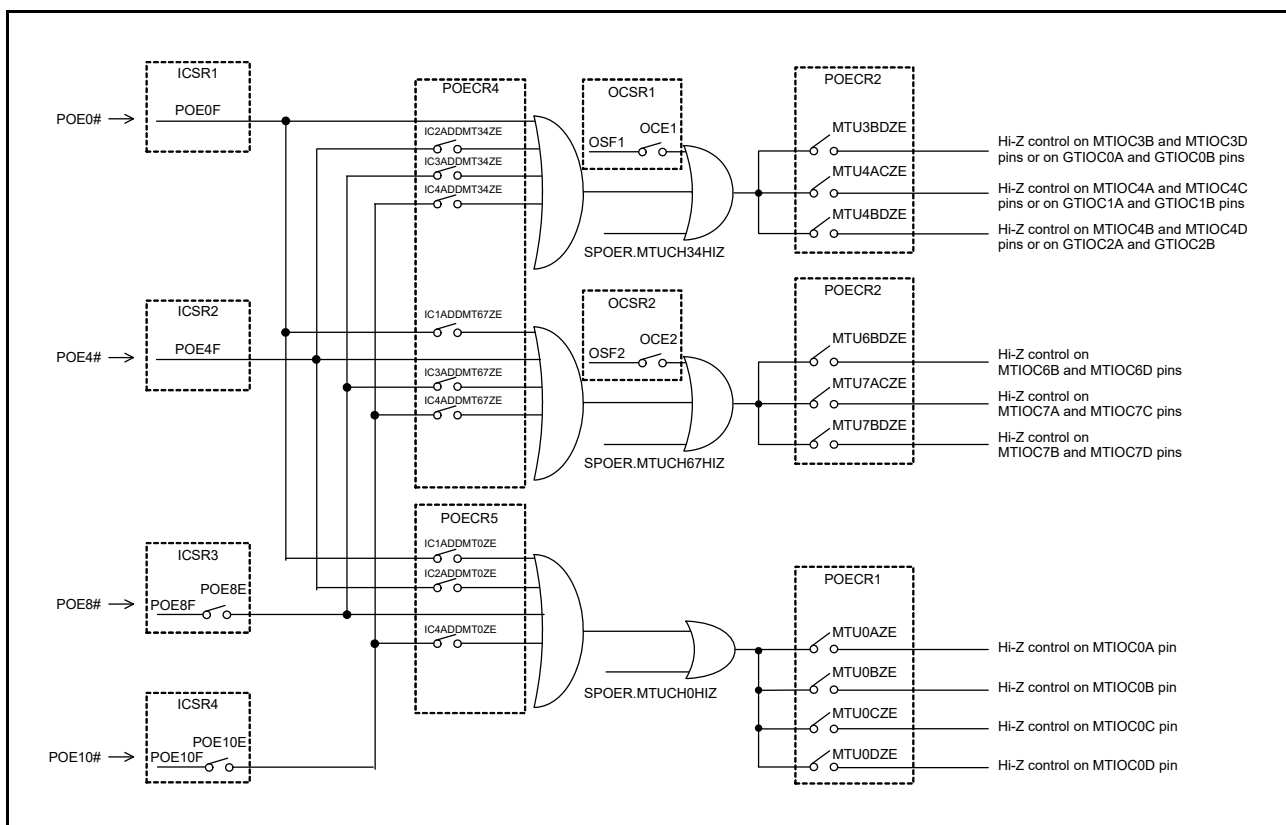 ICSR1
POE0#
POE0F
POECR4
IC2ADDMT34ZE
IC3ADDMT34ZE
IC4ADDMT34ZE
OCSR1
OCE1
OSF1
SPOER.MTUCH34HIZ
POECR2
MTU3BDZE
MTU4ACZE
MTU4BDZE
Hi-Z control on MTIOC3B and MTIOC3D
pins or on GTIOC0A and GTIOC0B pins
Hi-Z control on MTIOC4A and MTIOC4C
pins or on GTIOC1A and GTIOC1B pins
Hi-Z control on MTIOC4B and MTIOC4D
pins or on GTIOC2A and GTIOC2B
ICSR2
POE4#
POE4F
IC1ADDMT67ZE
IC3ADDMT67ZE
IC4ADDMT67ZE
OCSR2
OCE2
OSF2
SPOER.MTUCH67HIZ
POECR2
MTU6BDZE
MTU7ACZE
MTU7BDZE
Hi-Z control on
MTIOC6B and MTIOC6D pins
Hi-Z control on
MTIOC7A and MTIOC7C pins
Hi-Z control on
MTIOC7B and MTIOC7D pins
ICSR3
POE8#
POE8F
POE8E
POECR5
IC1ADDMT0ZE
IC2ADDMT0ZE
IC4ADDMT0ZE
SPOER.MTUCH0HIZ
ICSR4
POE10#
POE10F
POE10E
POECR1
MTU0AZE
MTU0BZE
MTU0CZE
MTU0DZE
Hi-Z control on MTIOC0A pin
Hi-Z control on MTIOC0B pin
Hi-Z control on MTIOC0C pin
Hi-Z control on MTIOC0D pin